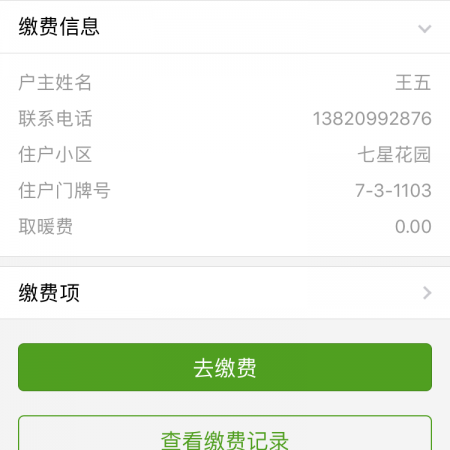 缴费信息
户主姓名 王五
联系电话 13820992876
住户小区 七星花园
住户门牌号 7-3-1103
取暖费 0.00
缴费项
去缴费
查看缴费记录